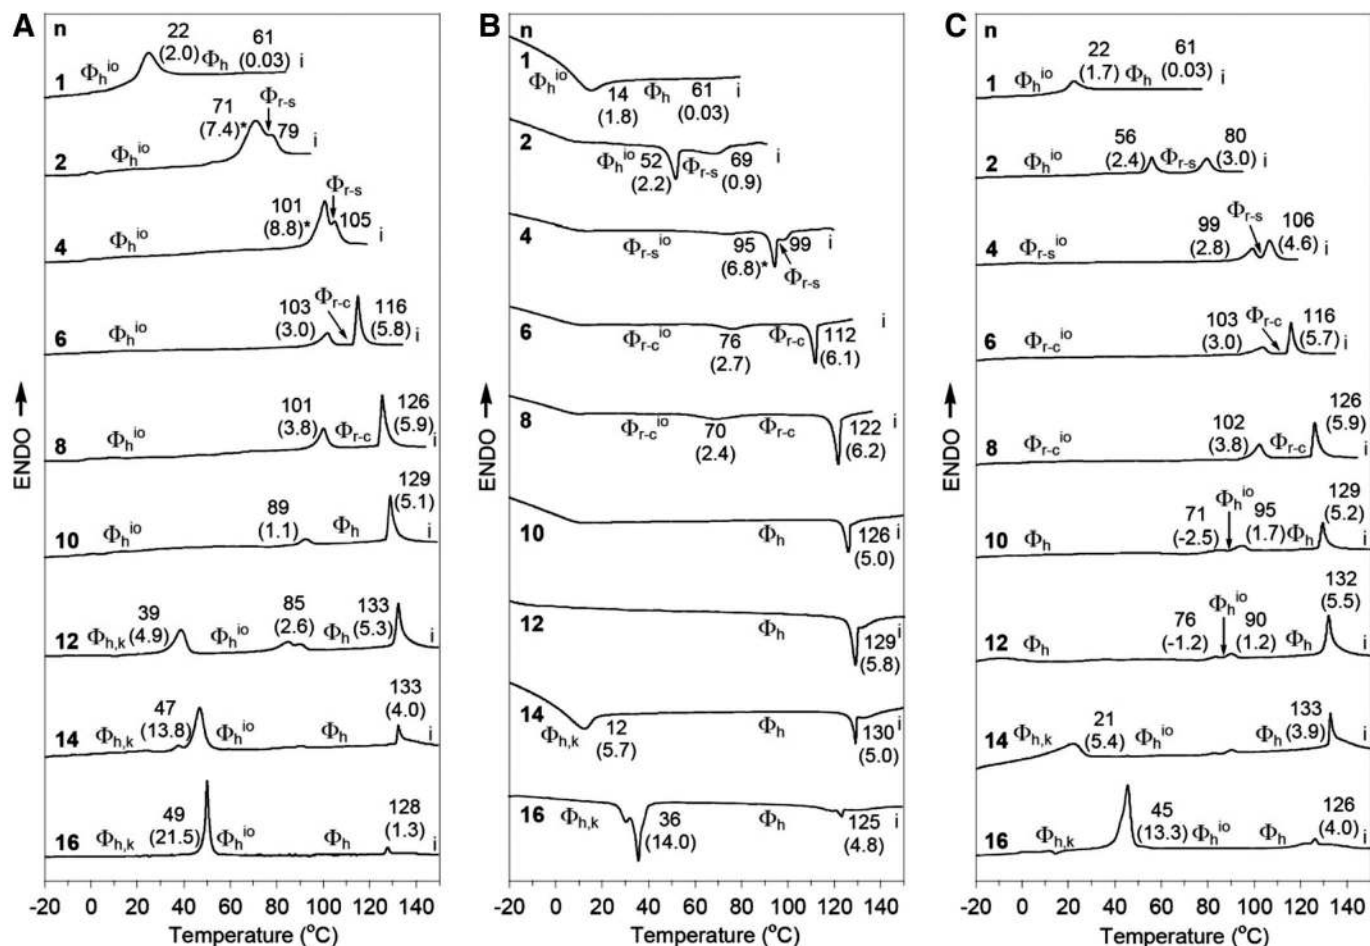 A
n
22 61
Φh^io (2.0) Φh (0.03) i
1
71 Φr-s
(7.4)* 79 i
2 Φh^io
101 Φr-s
(8.8)* 105 i
4 Φh^io
103 Φr-c 116
(3.0) (5.8)
6 Φh^io i
101 126
(3.8) Φr-c (5.9)
8 Φh^io i
129
89 (5.1)
(1.1) Φh i
10 Φh^io
39 85 133
12 Φh,k (4.9) Φh^io (2.6) Φh (5.3) i
47 133
(13.8) (4.0)
14 Φh,k Φh^io Φh i
49 128
(21.5) (1.3)
16 Φh,k Φh^io Φh i
ENDO →
-20 0 20 40 60 80 100 120 140
Temperature (°C)
B
n
1
Φh^io 14 Φh 61 i
(1.8) (0.03)
2
Φh^io 52 Φr-s 69 i
(2.2) (0.9)
4 Φr-s^io 95 99 i
(6.8)* Φr-s
6 Φr-c^io 76 Φr-c 112 i
(2.7) (6.1)
8 Φr-c^io 70 Φr-c 122 i
(2.4) (6.2)
10 Φh 126 i
(5.0)
12 Φh 129 i
(5.8)
14
Φh,k 12 Φh 130 i
(5.7) (5.0)
16 Φh,k 36 Φh 125 i
(14.0) (4.8)
ENDO →
-20 0 20 40 60 80 100 120 140
Temperature (°C)
C
n
22 61
1 Φh^io (1.7) Φh (0.03) i
56 80
2 Φh^io (2.4) Φr-s (3.0) i
99 Φr-s 106
4 Φr-s^io (2.8) (4.6) i
103 Φr-c 116
(3.0) (5.7)
6 Φr-c^io i
102 126
(3.8) Φr-c (5.9)
8 Φr-c^io i
71 Φh^io 95 129
(-2.5) (1.7) Φh (5.2)
10 Φh i
132
76 Φh^io 90 (5.5)
(-1.2) (1.2) Φh
12 Φh i
21 133
14 Φh,k (5.4) Φh^io Φh (3.9) i
45 126
16 Φh,k (13.3) Φh^io Φh (4.0) i
ENDO →
-20 0 20 40 60 80 100 120 140
Temperature (°C)